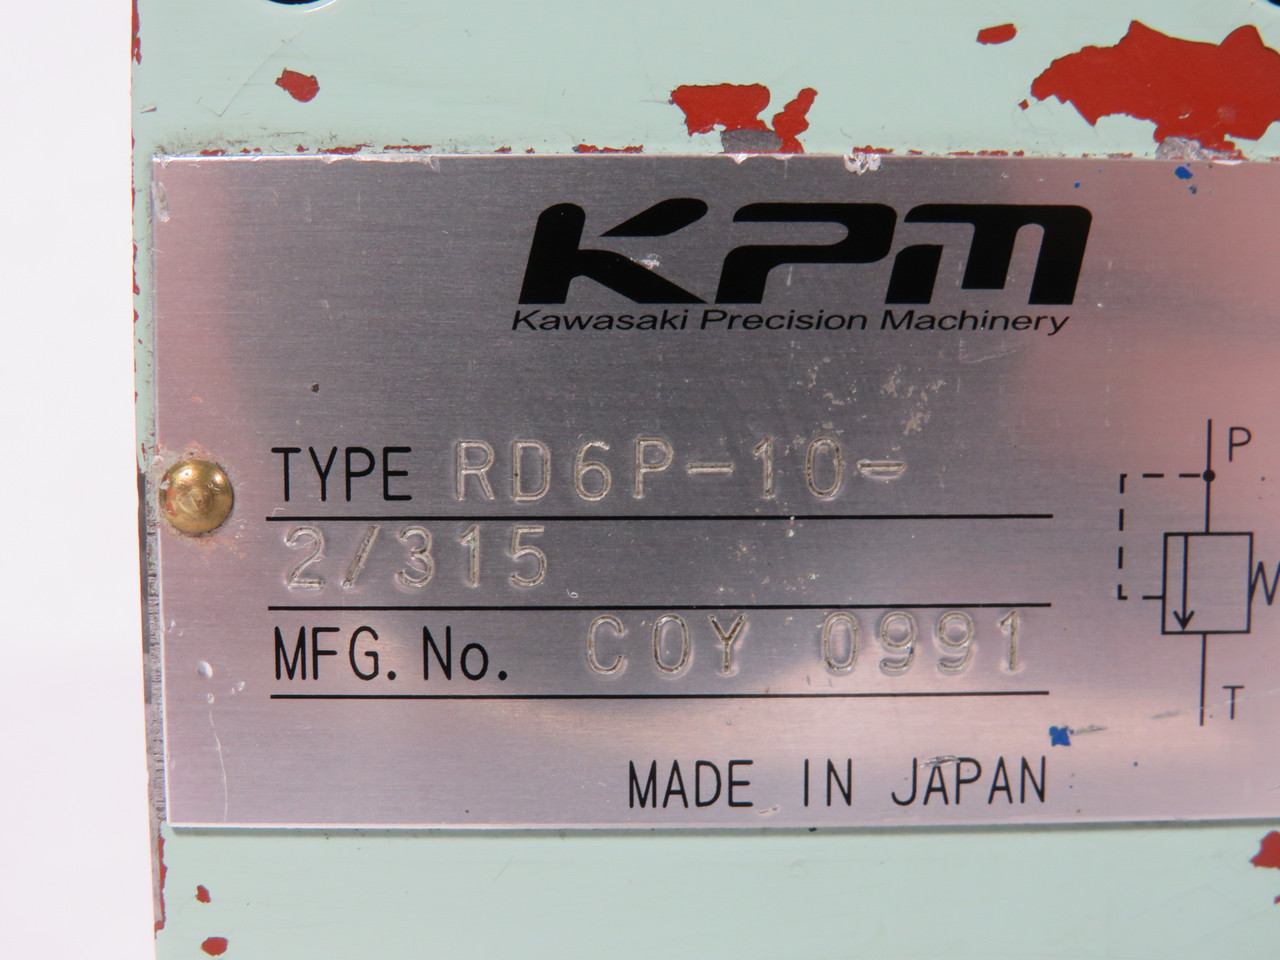 KPM
Kawasaki Precision Machinery
TYPE RD6P-10-
2/315
MFG. No. COY 0991
MADE IN JAPAN
P
T